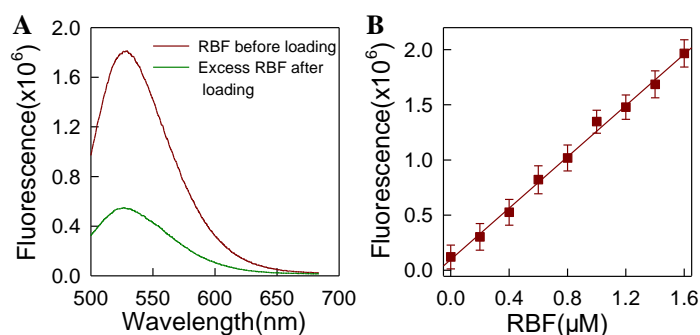 A
RBF before loading
Excess RBF after
loading
Fluorescence(x10⁶)
2.0
1.8
1.2
0.6
0.4
0.0
500
550
600
650
700
Wavelength(nm)
B
Fluorescence(x10⁶)
2.0
1.5
1.0
0.5
0.0
0.0
0.4
0.8
1.2
1.6
RBF(µM)